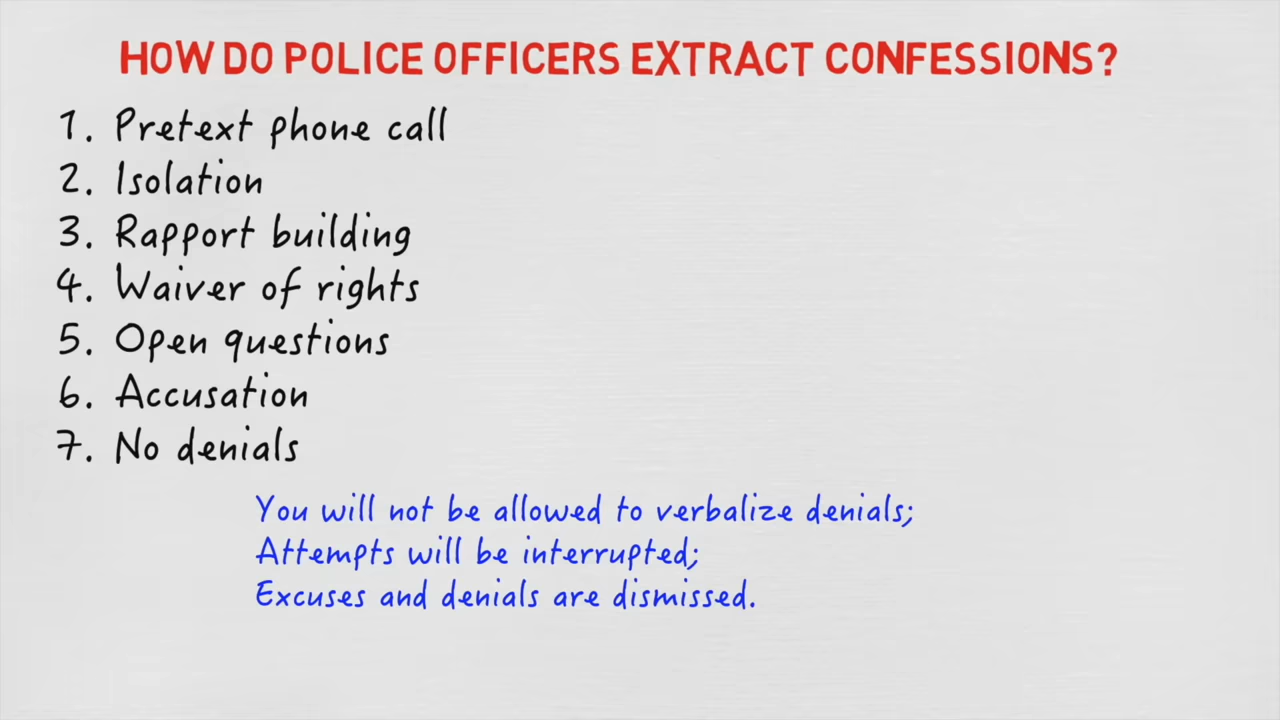 HOW DO POLICE OFFICERS EXTRACT CONFESSIONS?
1. Pretext phone call
2. Isolation
3. Rapport building
4. Waiver of rights
5. Open questions
6. Accusation
7. No denials
You will not be allowed to verbalize denials;
Attempts will be interrupted;
Excuses and denials are dismissed.